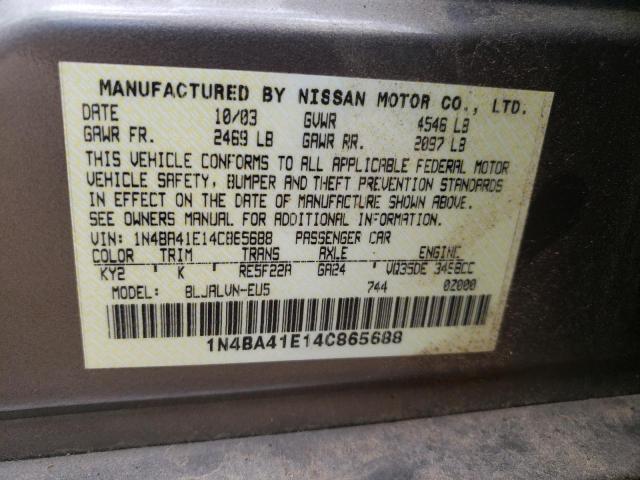 MANUFACTURED BY NISSAN MOTOR CO., LTD.
DATE 10/03 GVWR 4546 LB
GAWR FR. 2469 LB GAWR RR. 2097 LB
THIS VEHICLE CONFORMS TO ALL APPLICABLE FEDERAL MOTOR
VEHICLE SAFETY, BUMPER AND THEFT PREVENTION STANDARDS
IN EFFECT ON THE DATE OF MANUFACTURE SHOWN ABOVE.
SEE OWNERS MANUAL FOR ADDITIONAL INFORMATION.
VIN: 1N4BA41E14C865688 PASSENGER CAR
COLOR TRIM TRANS AXLE ENGINE
KY2 K RE5F22A GA24 VQ35DE 3498CC
MODEL: BLJALVN-EU5 744 0Z000
1N4BA41E14C865688